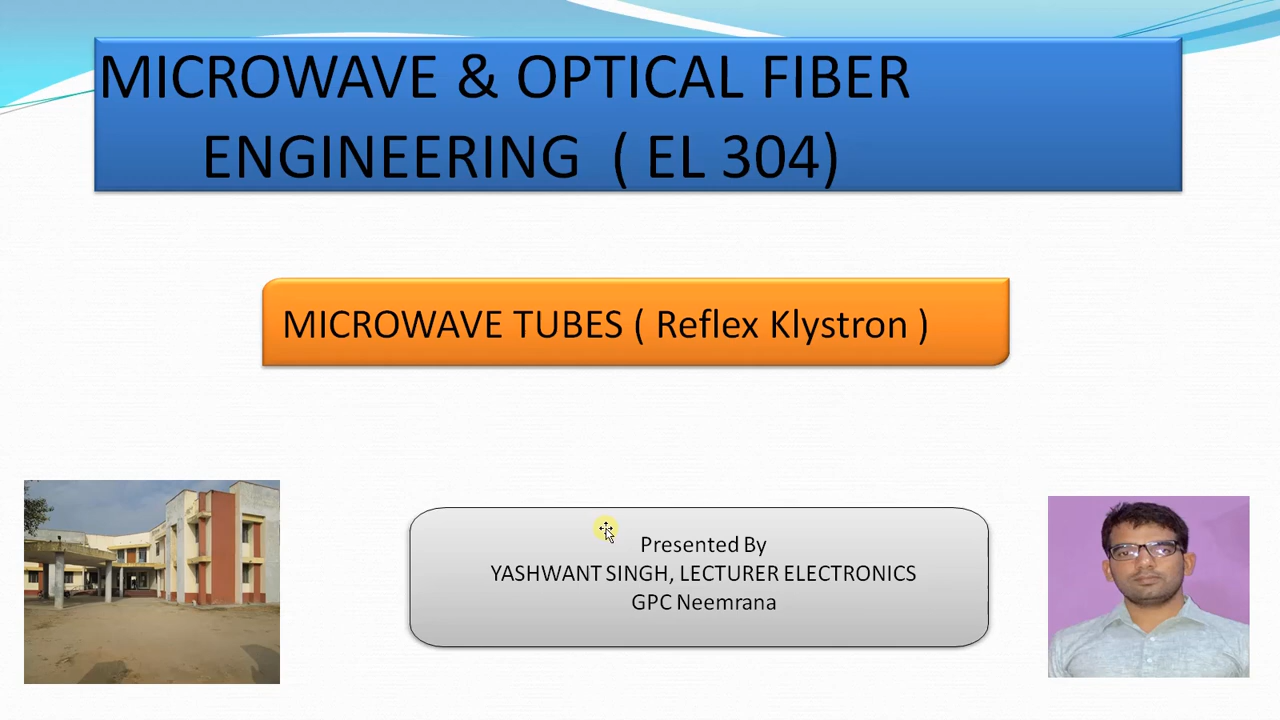 MICROWAVE & OPTICAL FIBER
ENGINEERING ( EL 304)
MICROWAVE TUBES ( Reflex Klystron )
Presented By
YASHWANT SINGH, LECTURER ELECTRONICS
GPC Neemrana